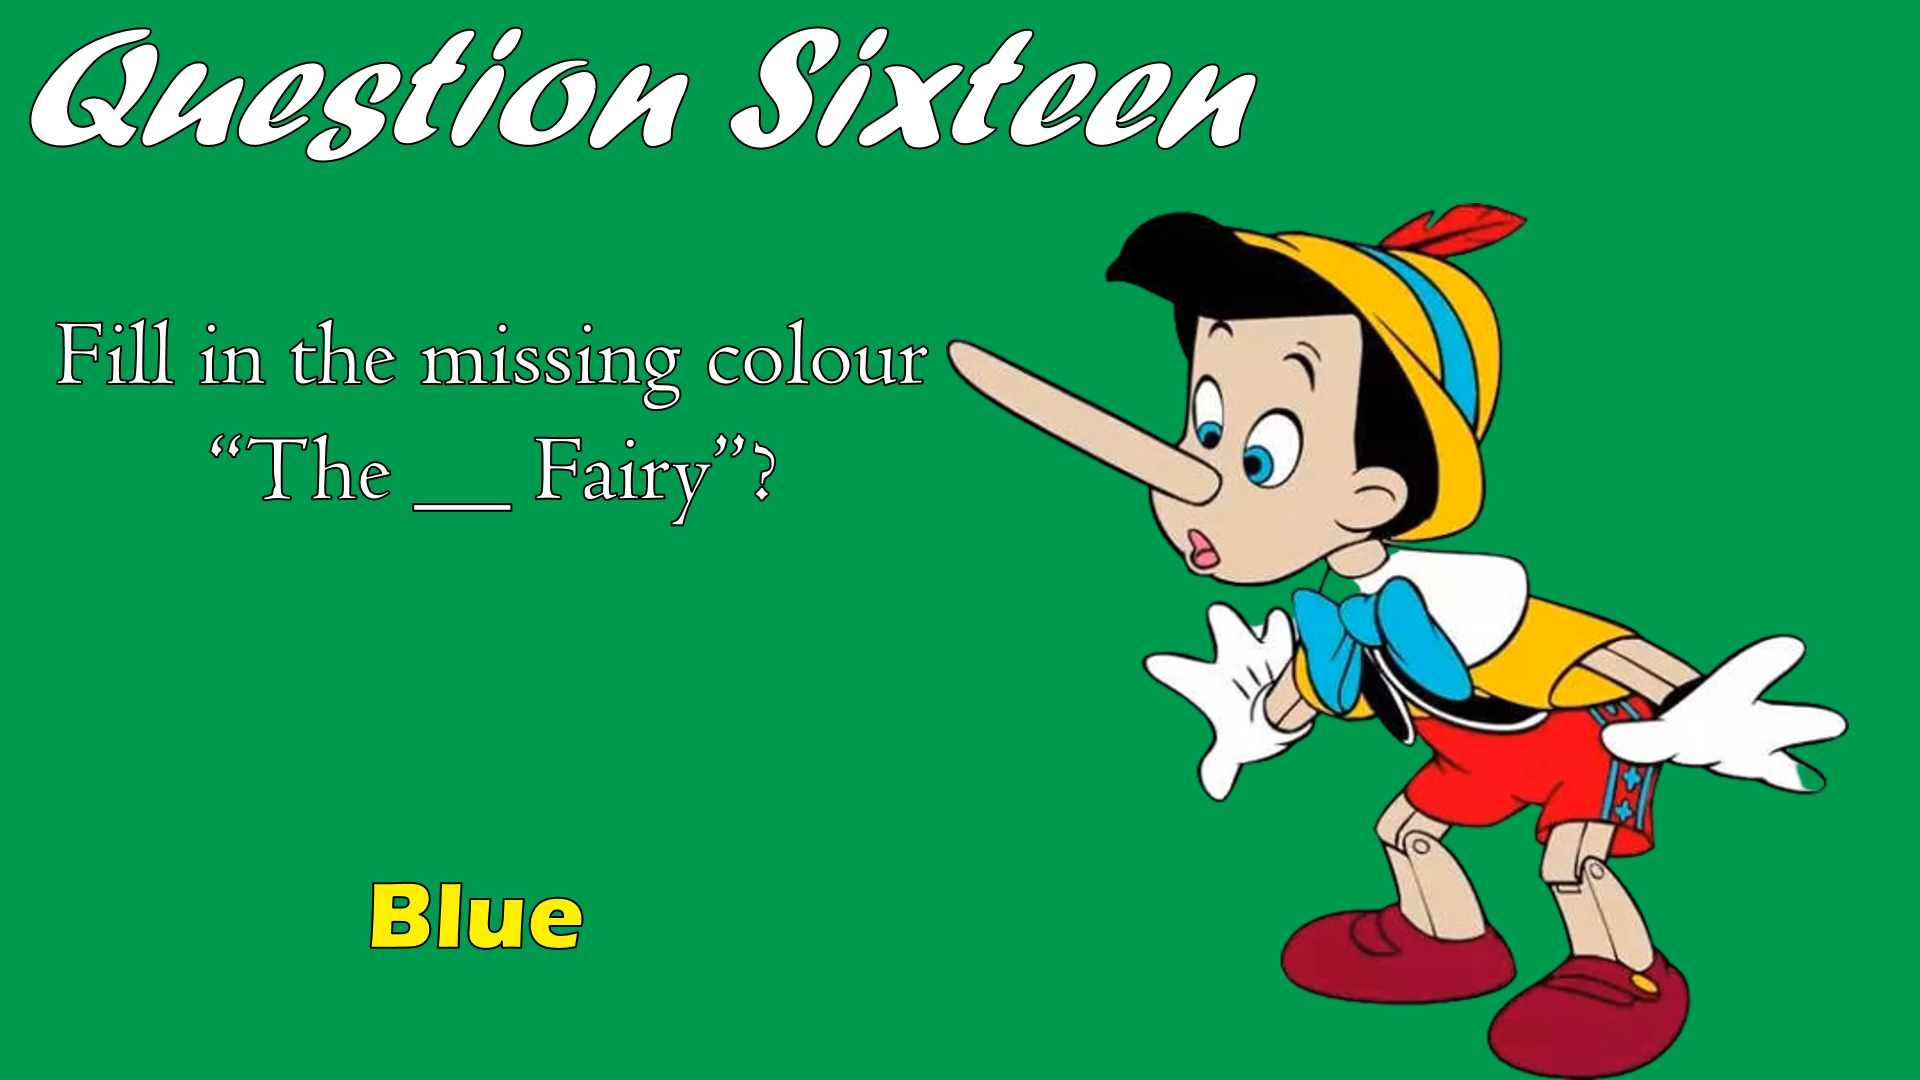 Question Sixteen
Fill in the missing colour
“The __ Fairy”?
Blue